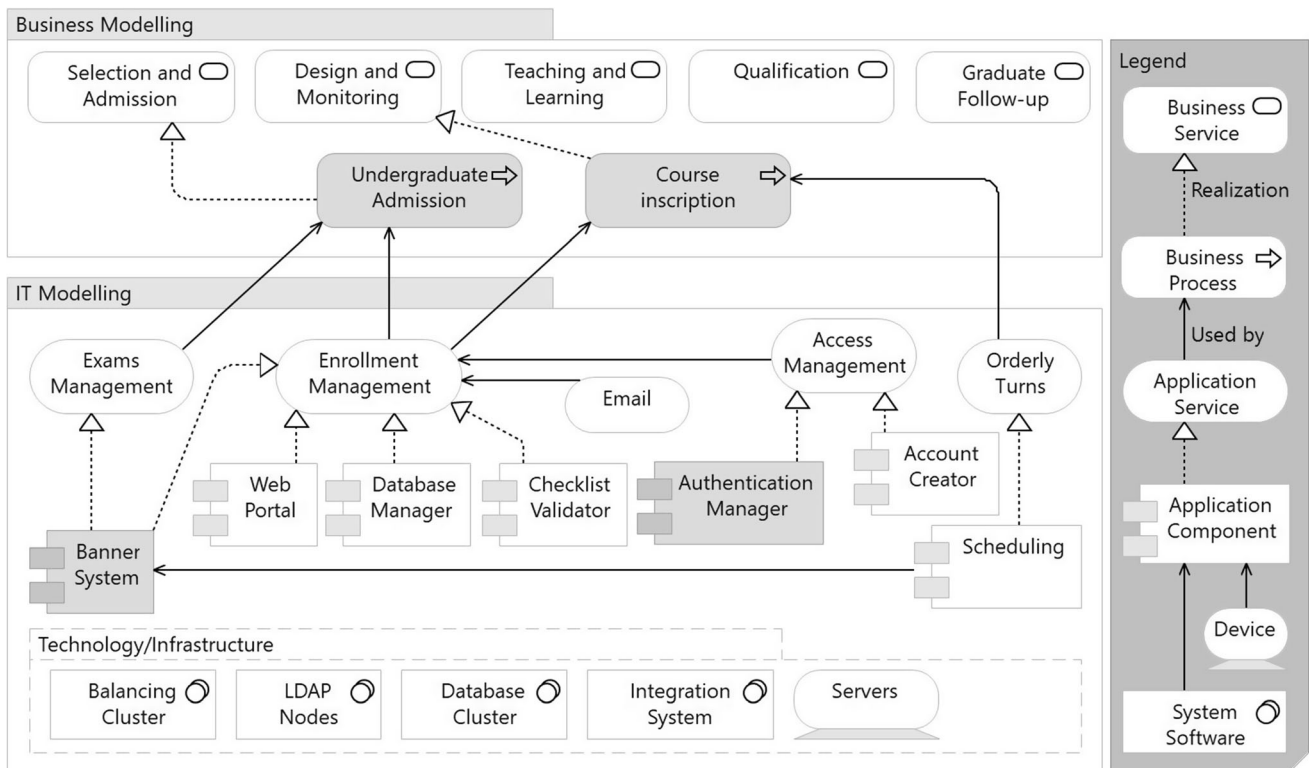 Business Modelling
Selection and
Admission
Design and
Monitoring
Teaching and
Learning
Qualification
Graduate
Follow-up
Undergraduate
Admission
Course
inscription
IT Modelling
Exams
Management
Enrollment
Management
Access
Management
Email
Orderly
Turns
Web
Portal
Database
Manager
Checklist
Validator
Authentication
Manager
Account
Creator
Banner
System
Scheduling
Technology/Infrastructure
Balancing
Cluster
LDAP
Nodes
Database
Cluster
Integration
System
Servers
Legend
Business
Service
Realization
Business
Process
Used by
Application
Service
Application
Component
Device
System
Software